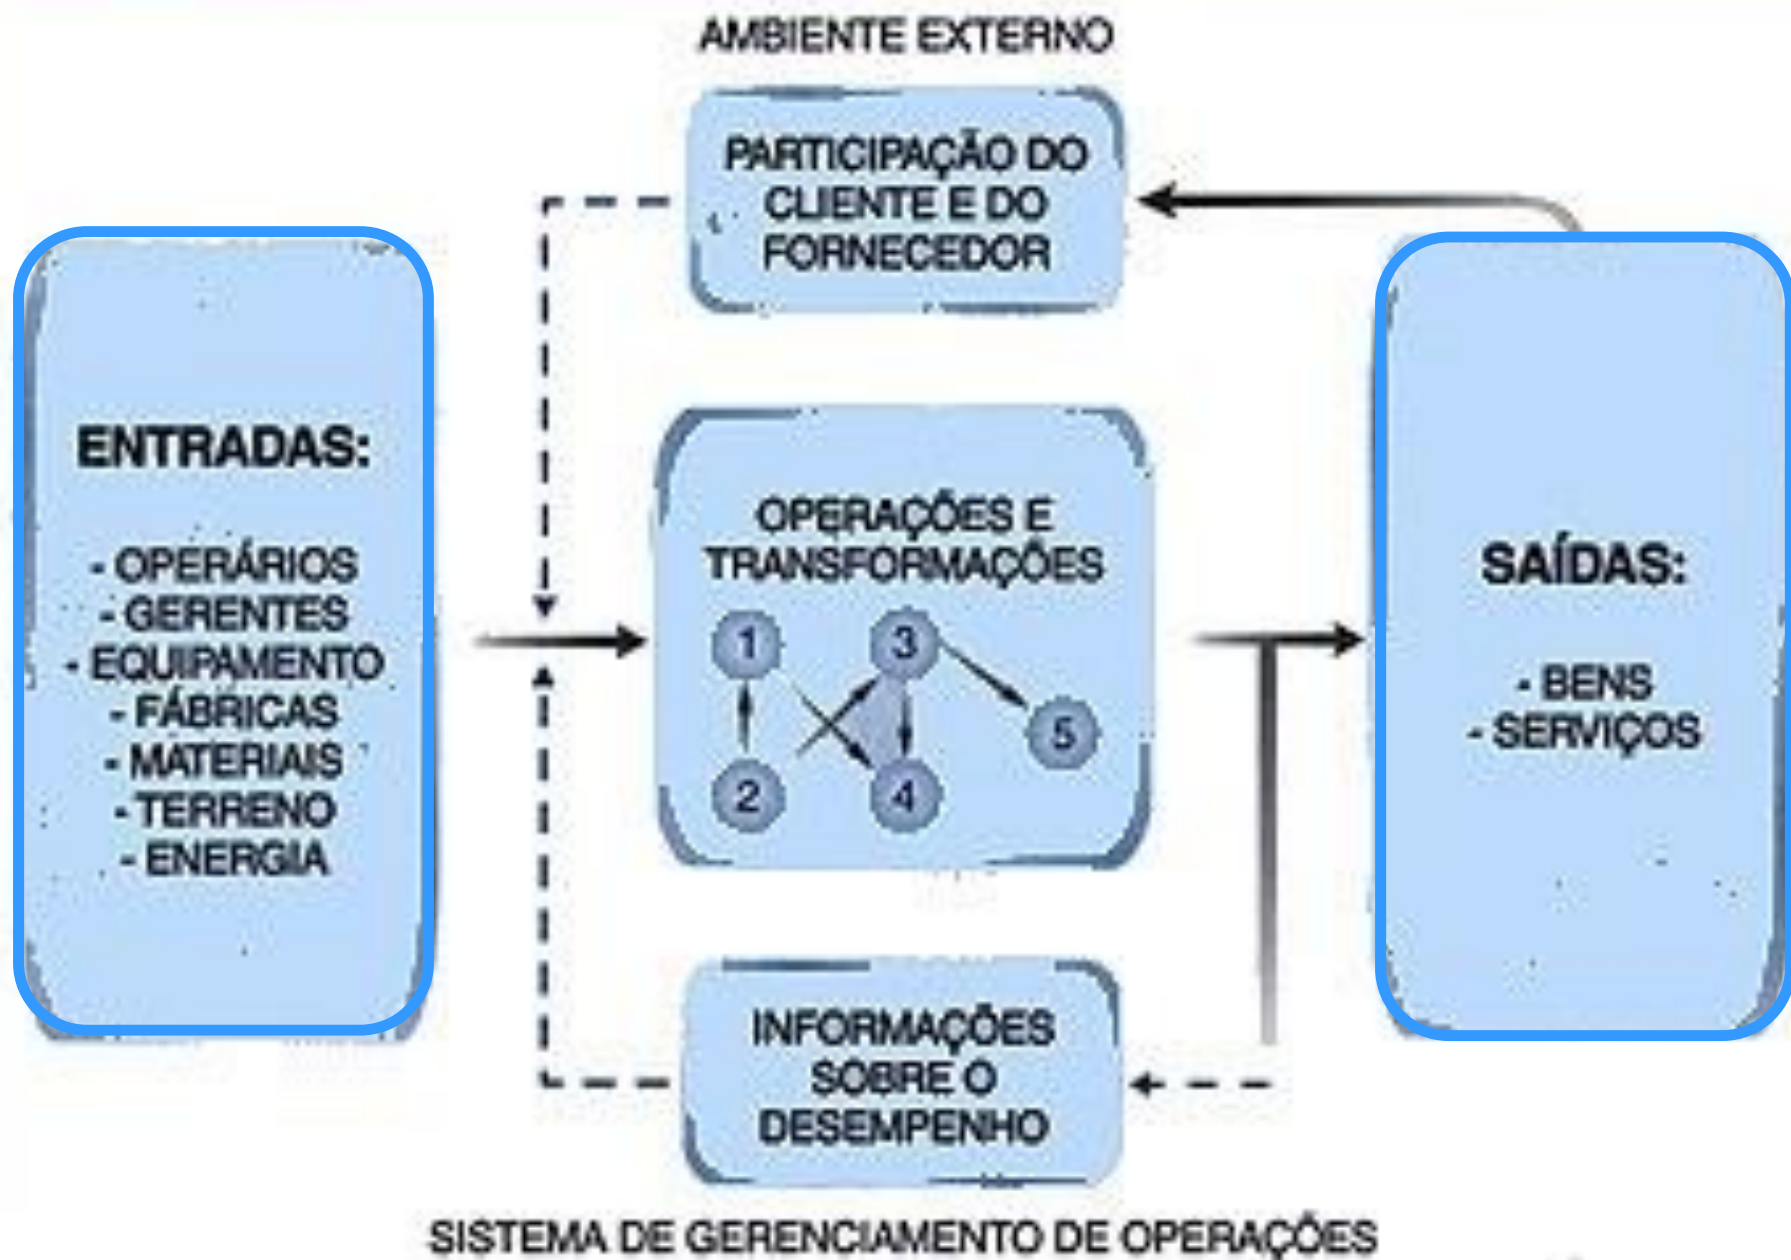 AMBIENTE EXTERNO
PARTICIPAÇÃO DO
CLIENTE E DO
FORNECEDOR
ENTRADAS:
- OPERÁRIOS
- GERENTES
- EQUIPAMENTO
- FÁBRICAS
- MATERIAIS
- TERRENO
- ENERGIA
OPERAÇÕES E
TRANSFORMAÇÕES
1 3
5
2 4
SAÍDAS:
- BENS
- SERVIÇOS
INFORMAÇÕES
SOBRE O
DESEMPENHO
SISTEMA DE GERENCIAMENTO DE OPERAÇÕES